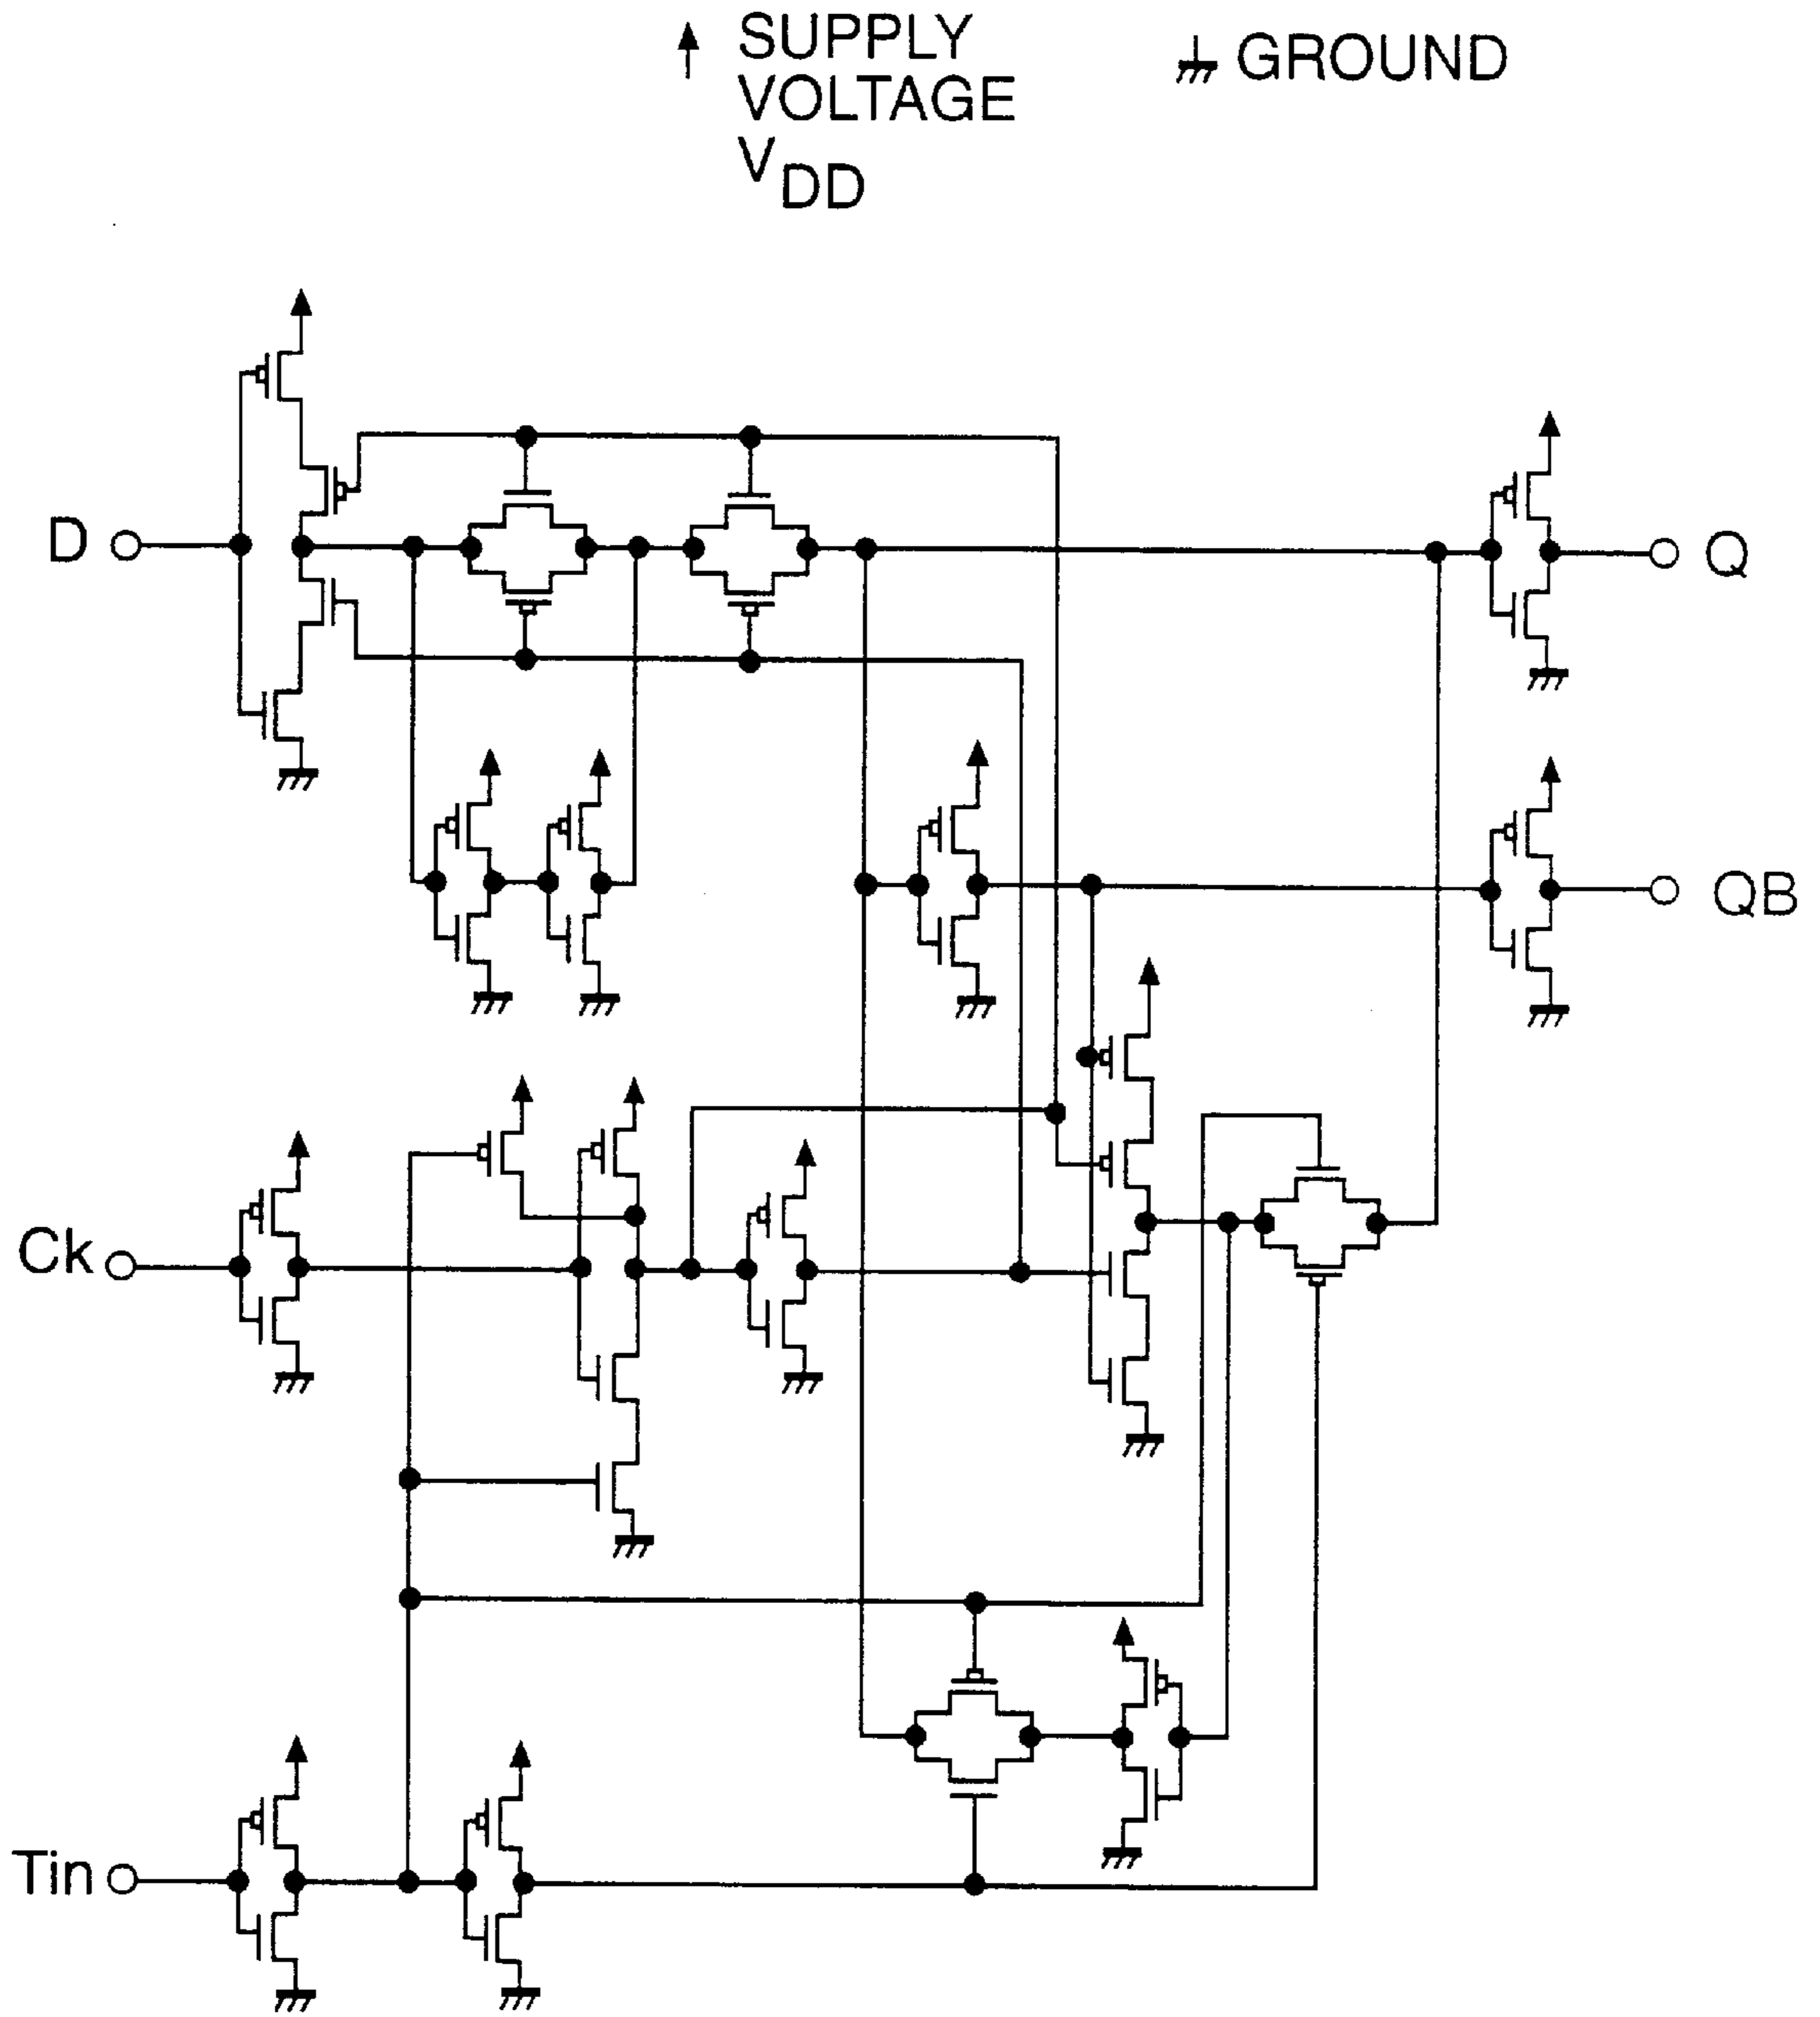 SUPPLY
VOLTAGE
VDD
GROUND
D
Q
QB
Ck
Tin